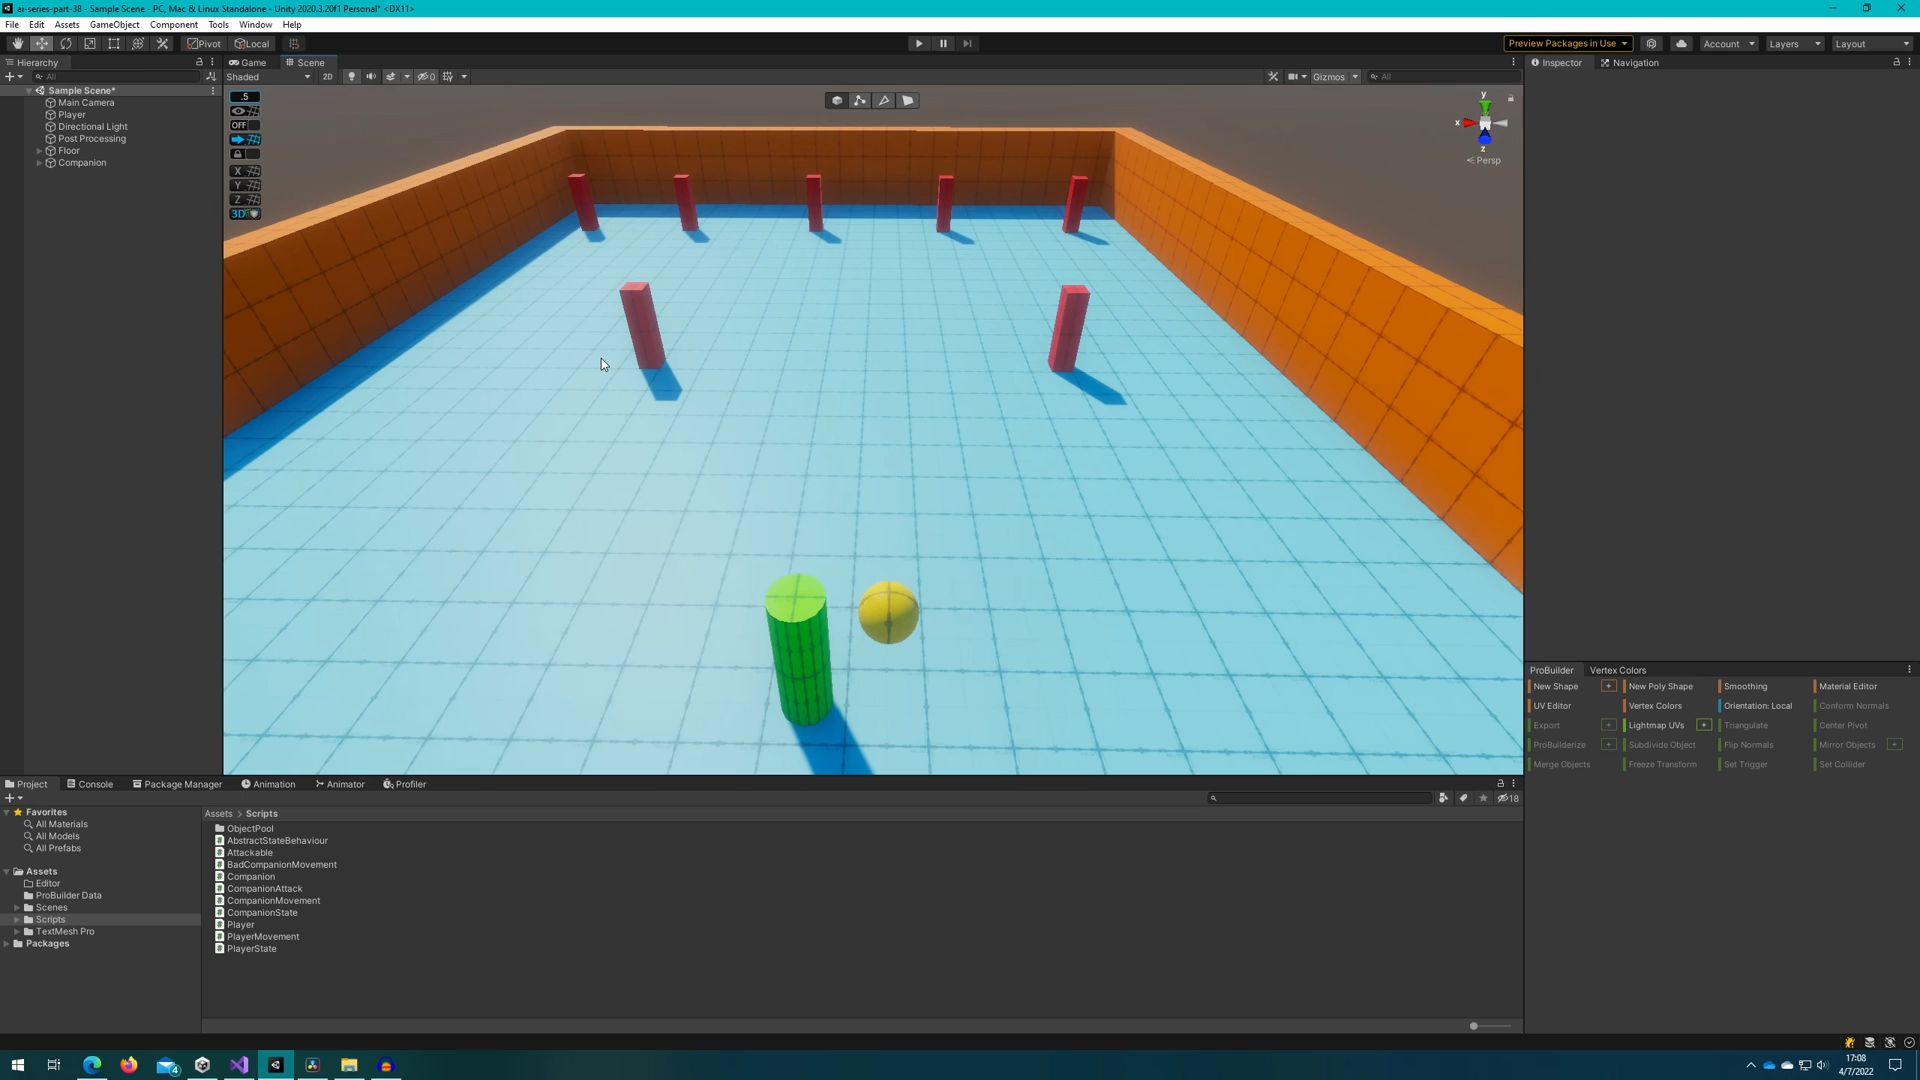 ai-series-part-38 - Sample Scene - PC, Mac & Linux Standalone - Unity 2020.3.20f1 Personal* <DX11>
File Edit Assets GameObject Component Tools Window Help
Pivot Local Preview Packages in Use Account Layers Layout
Hierarchy Game Scene Inspector Navigation
All Shaded 2D 0 Gizmos All
Sample Scene*
Main Camera
Player
Directional Light
Post Processing
Floor
Companion
.5
OFF
X
Y
Z
3D
y
x
z
Persp
ProBuilder Vertex Colors
New Shape + New Poly Shape Smoothing Material Editor
UV Editor Vertex Colors Orientation: Local Conform Normals
Export + Lightmap UVs + Triangulate Center Pivot
ProBuilderize + Subdivide Object Flip Normals Mirror Objects +
Merge Objects Freeze Transform Set Trigger Set Collider
Project Console Package Manager Animation Animator Profiler
18
Favorites
All Materials
All Models
All Prefabs
Assets
Editor
ProBuilder Data
Scenes
Scripts
TextMesh Pro
Packages
Assets > Scripts
ObjectPool
AbstractStateBehaviour
Attackable
BadCompanionMovement
Companion
CompanionAttack
CompanionMovement
CompanionState
Player
PlayerMovement
PlayerState
4
17:08
4/7/2022